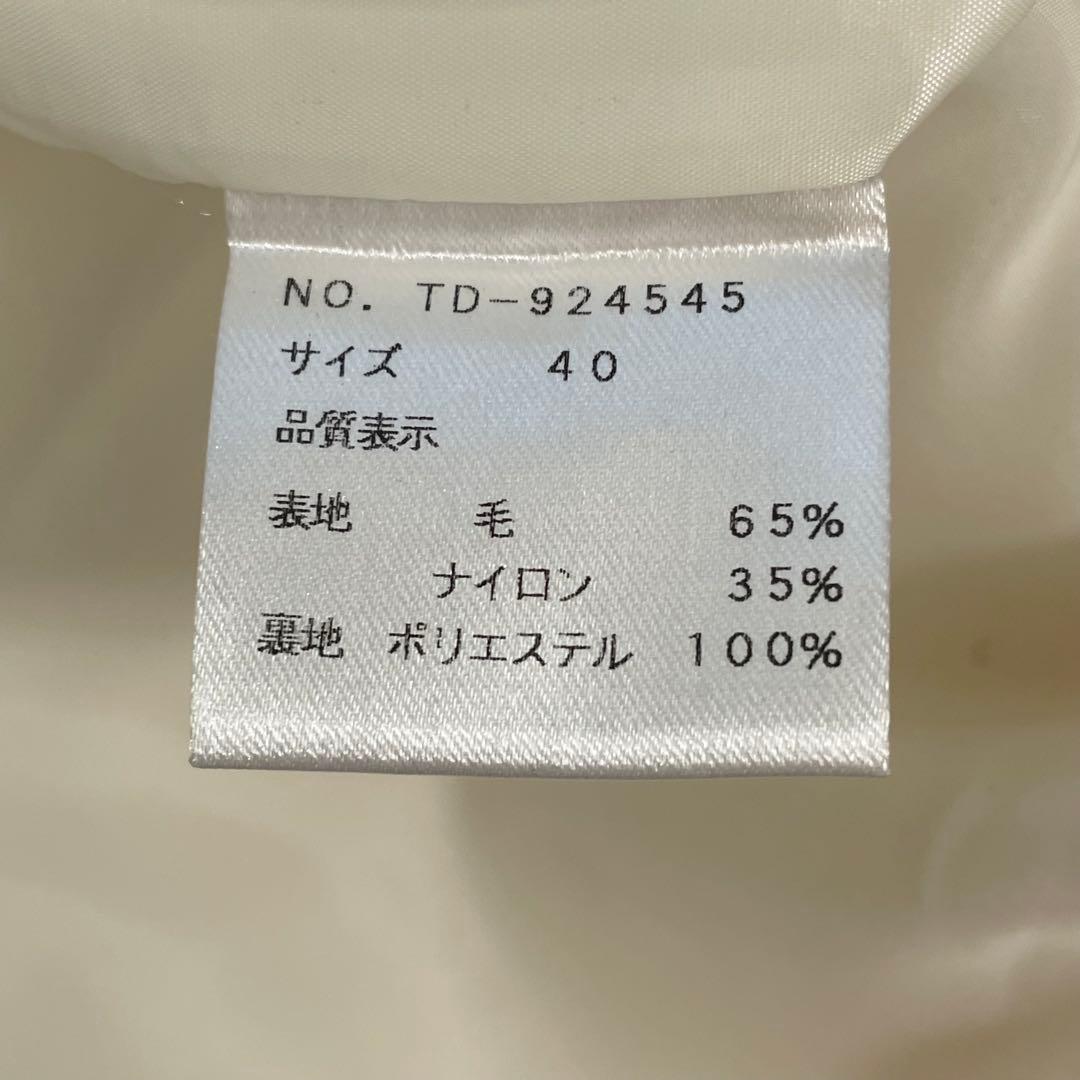 NO. TD-924545
サイズ 40
品質表示
表地 毛 65%
ナイロン 35%
裏地 ポリエステル 100%